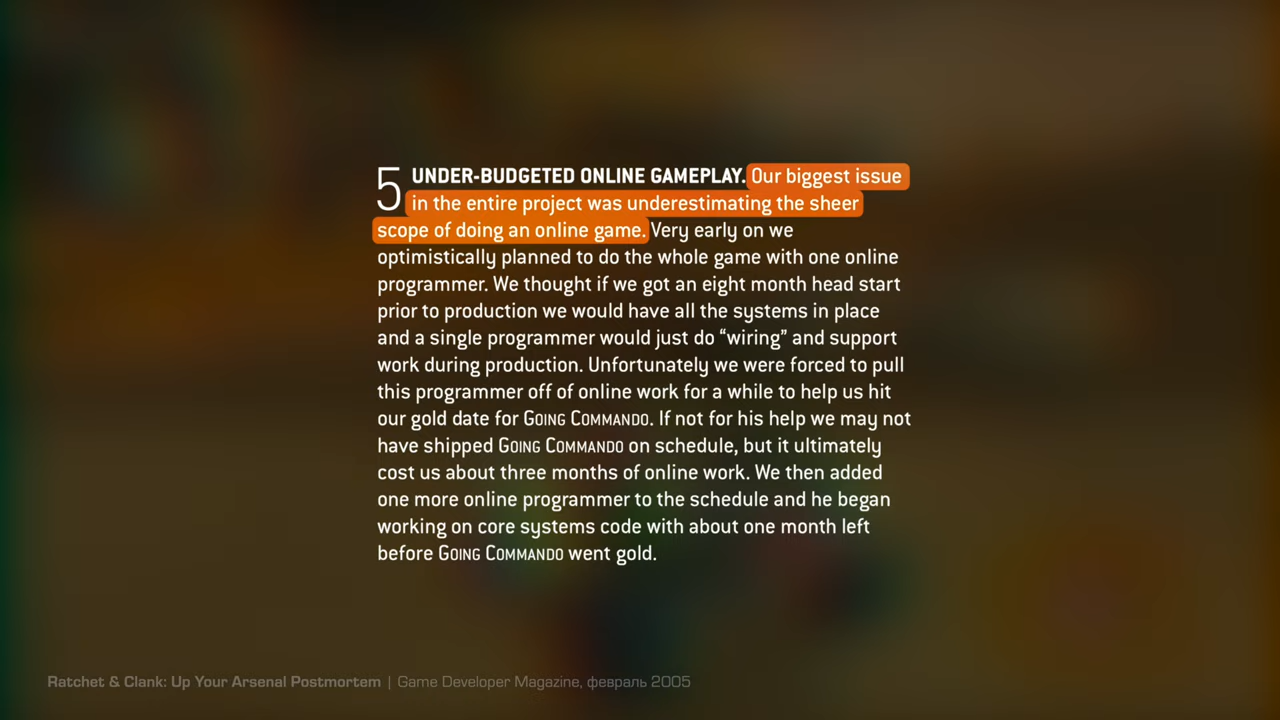 5 UNDER-BUDGETED ONLINE GAMEPLAY. Our biggest issue
in the entire project was underestimating the sheer
scope of doing an online game. Very early on we
optimistically planned to do the whole game with one online
programmer. We thought if we got an eight month head start
prior to production we would have all the systems in place
and a single programmer would just do “wiring” and support
work during production. Unfortunately we were forced to pull
this programmer off of online work for a while to help us hit
our gold date for GOING COMMANDO. If not for his help we may not
have shipped GOING COMMANDO on schedule, but it ultimately
cost us about three months of online work. We then added
one more online programmer to the schedule and he began
working on core systems code with about one month left
before GOING COMMANDO went gold.
Ratchet & Clank: Up Your Arsenal Postmortem | Game Developer Magazine, февраль 2005